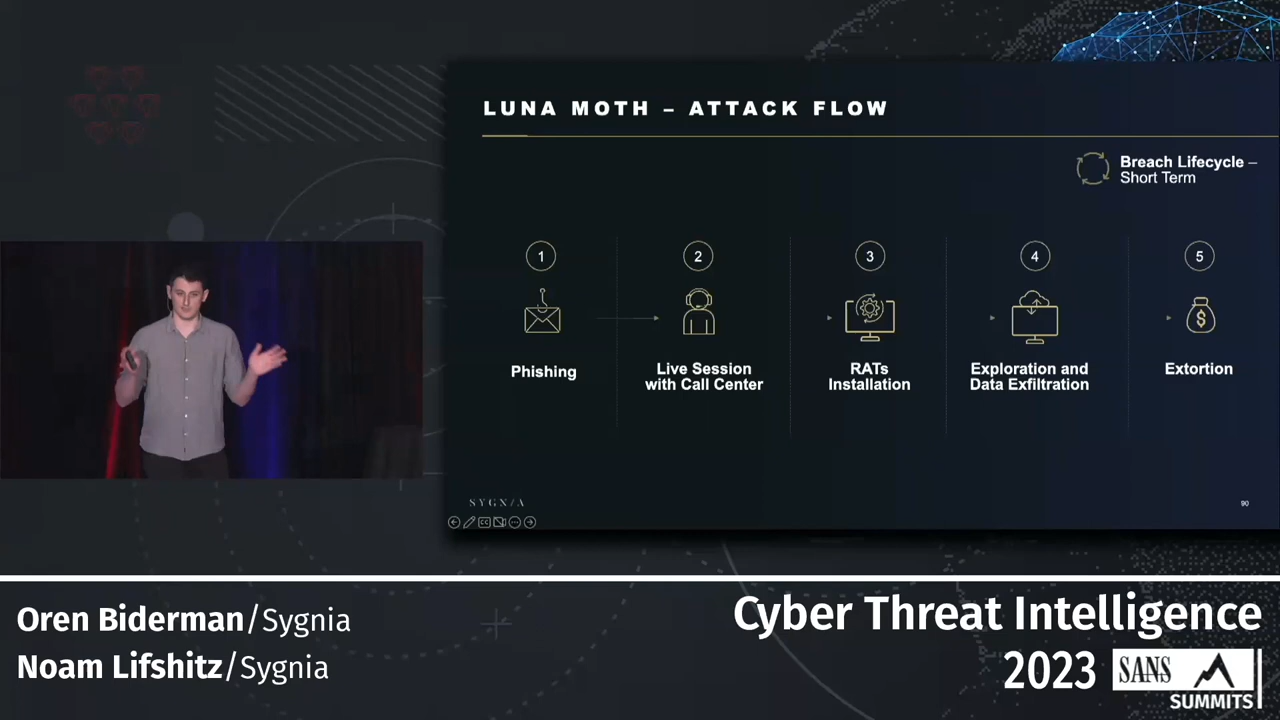 LUNA MOTH – ATTACK FLOW
Breach Lifecycle –
Short Term
1
2
3
4
5
Phishing
Live Session
with Call Center
RATs
Installation
Exploration and
Data Exfiltration
$
Extortion
SYGNIA
90
CC
Oren Biderman/Sygnia
Noam Lifshitz/Sygnia
Cyber Threat Intelligence
2023
SANS
SUMMITS